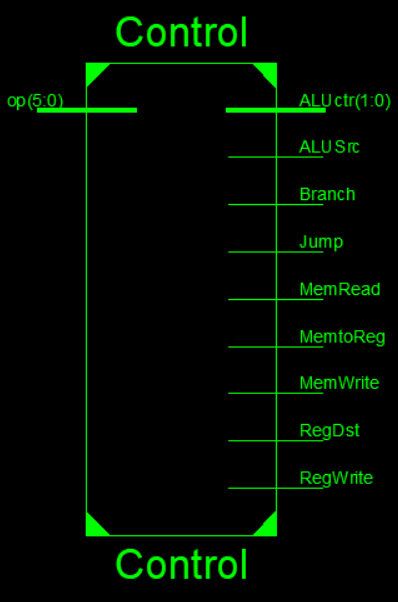 Control
op(5:0)
ALUctr(1:0)
ALUSrc
Branch
Jump
MemRead
MemtoReg
MemWrite
RegDst
RegWrite
Control